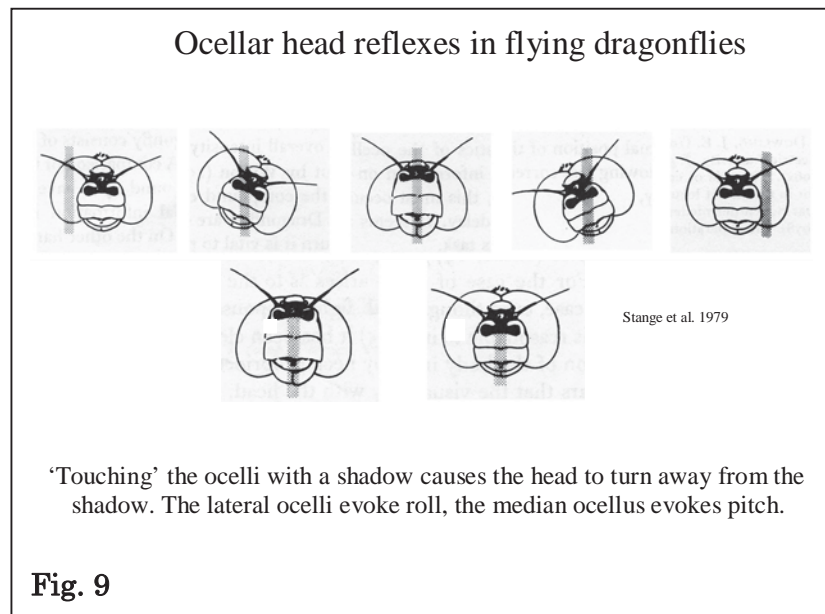 Ocellar head reflexes in flying dragonflies
Stange et al. 1979
‘Touching’ the ocelli with a shadow causes the head to turn away from the
shadow. The lateral ocelli evoke roll, the median ocellus evokes pitch.
Fig. 9